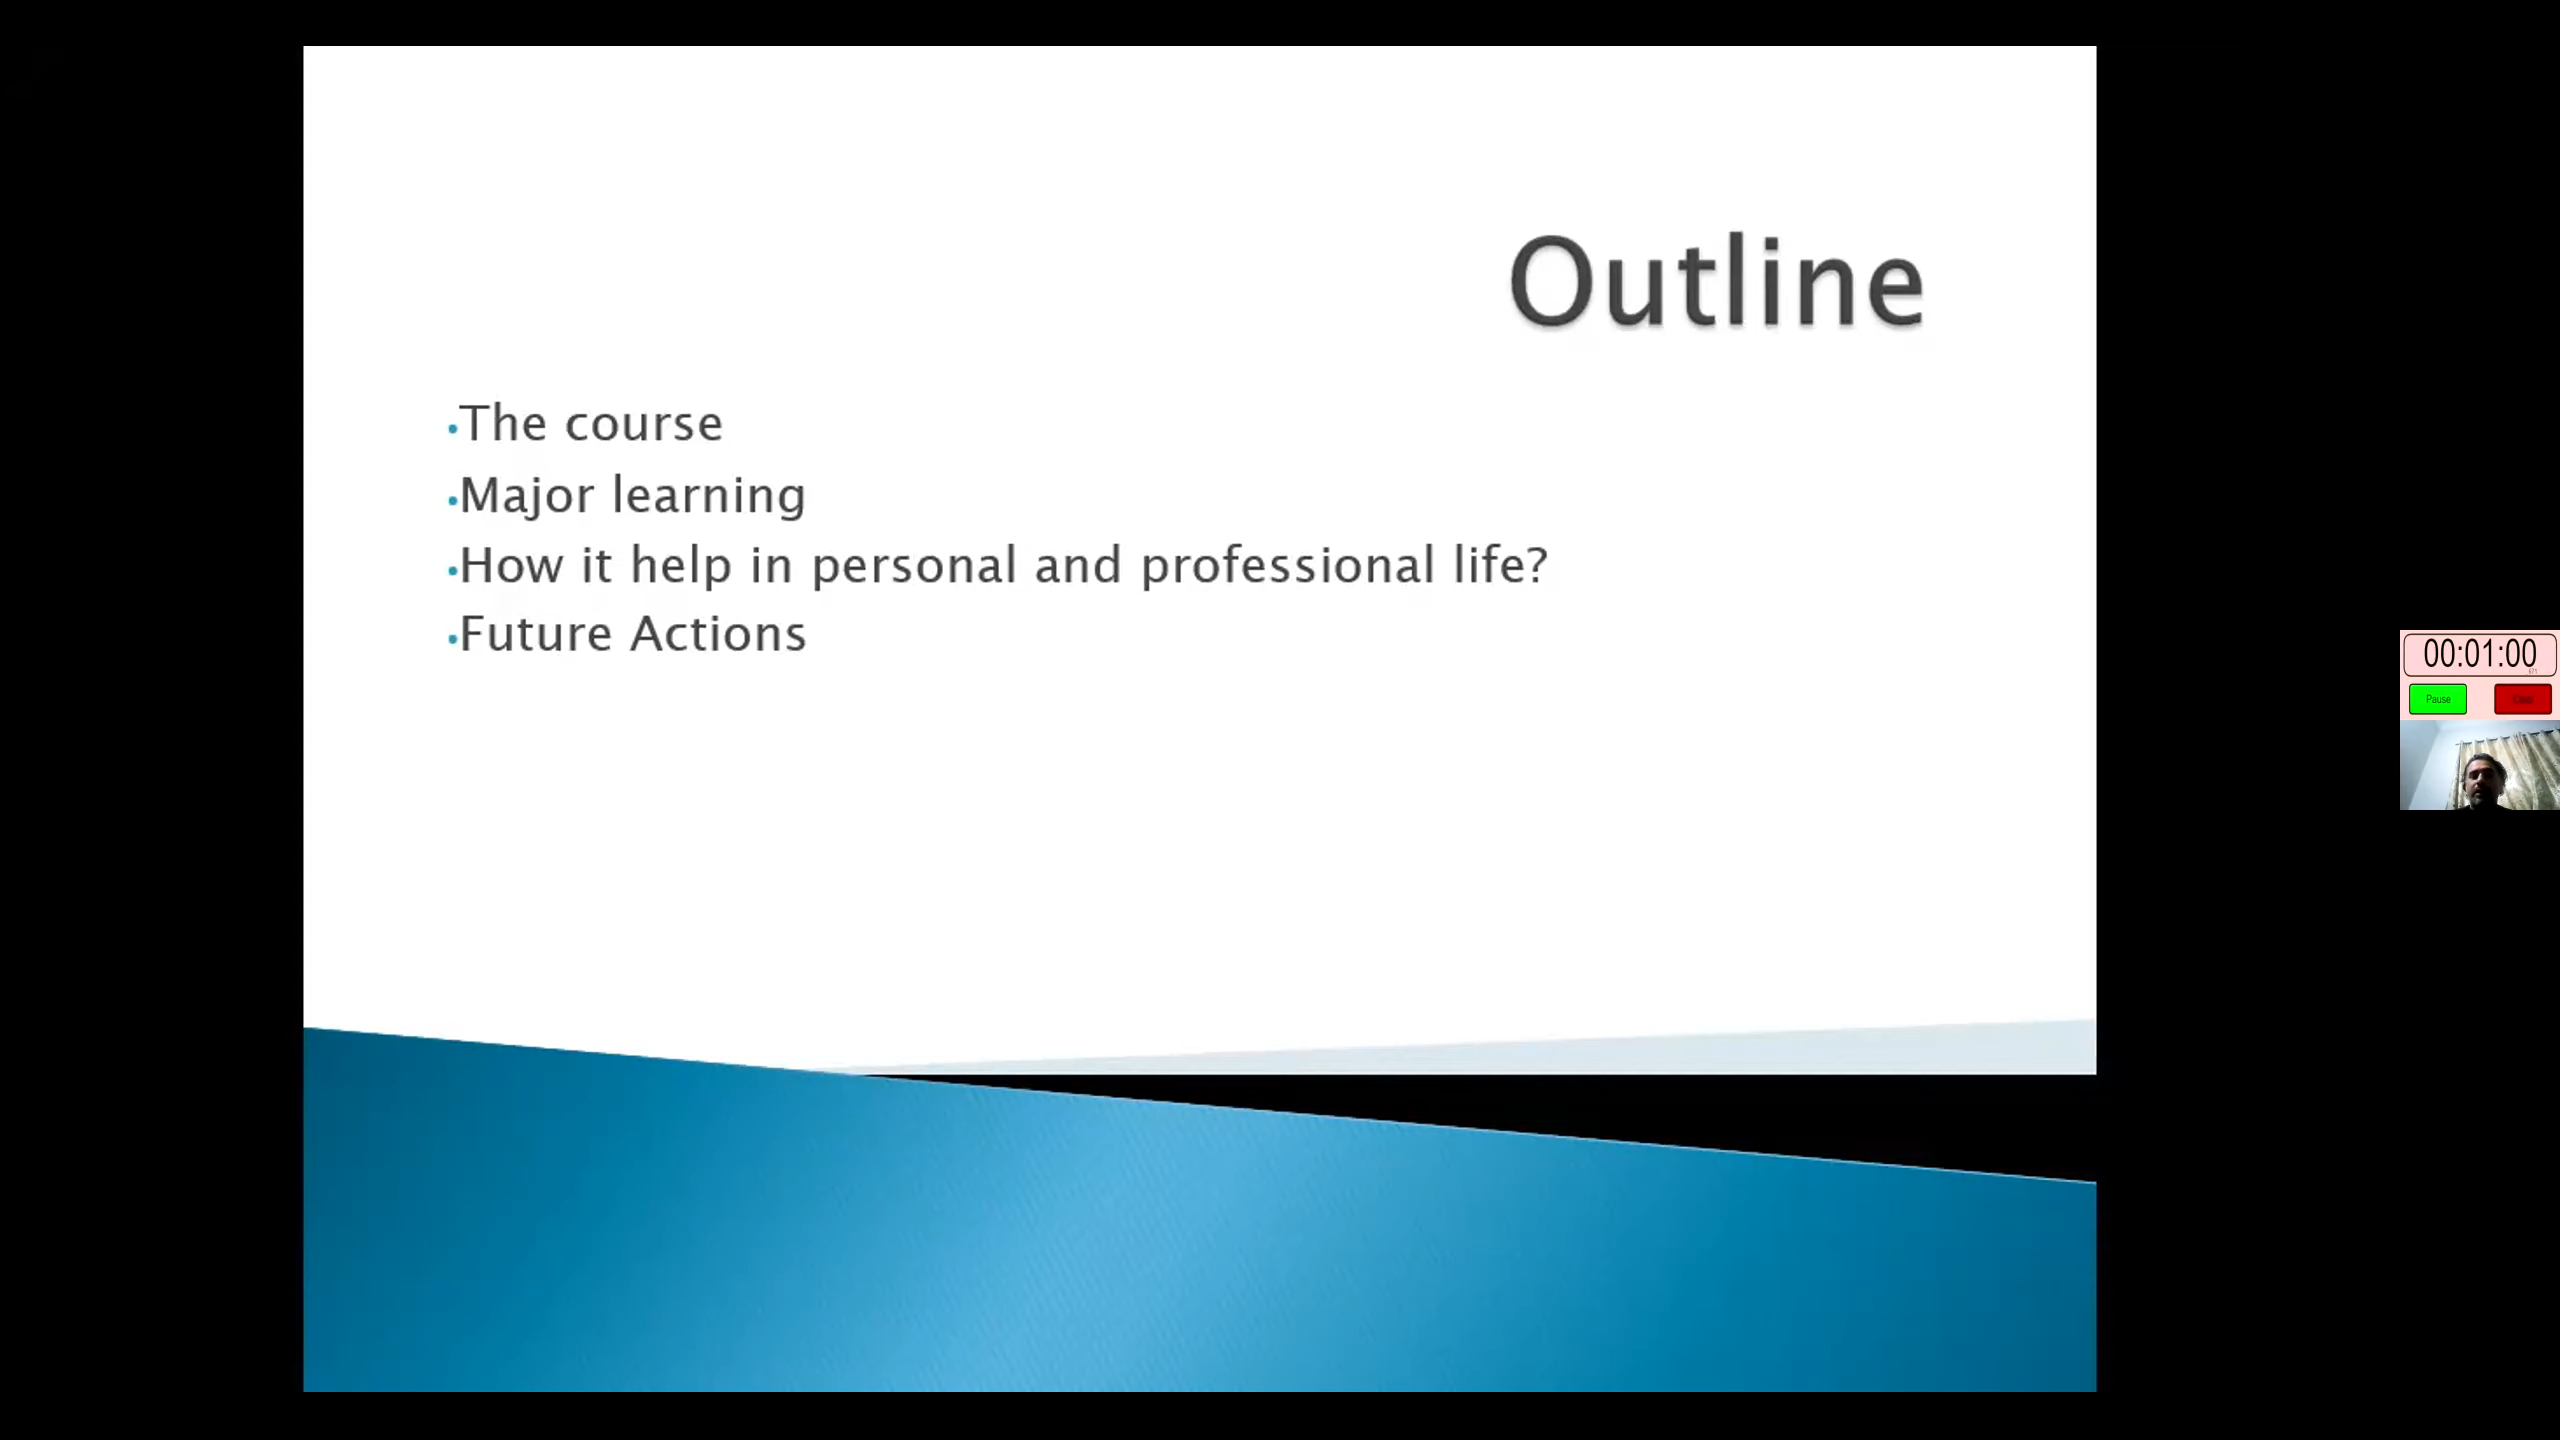 Outline
•The course
•Major learning
•How it help in personal and professional life?
•Future Actions
00:01:00
Pause